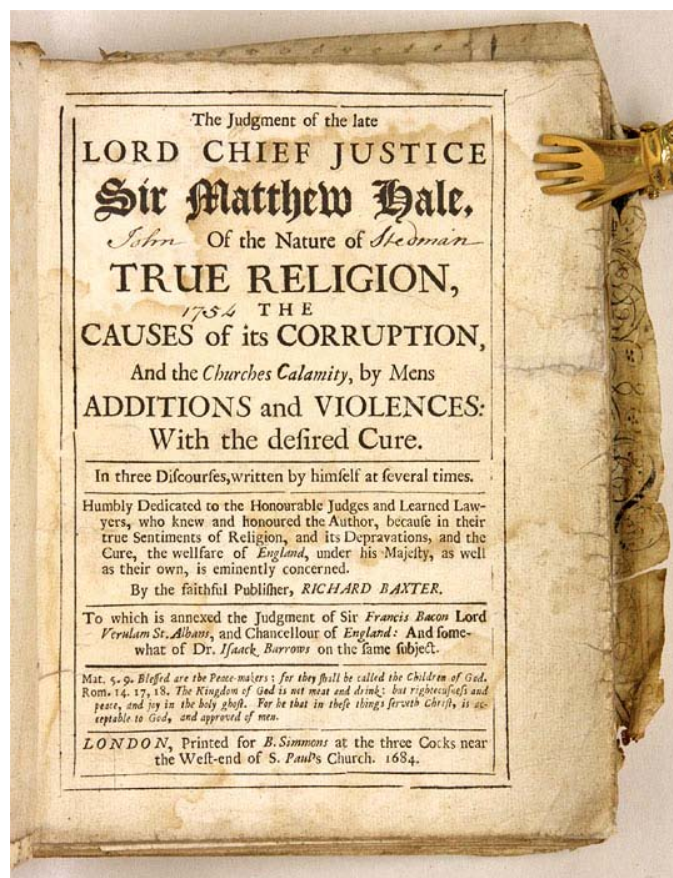 The Judgment of the late
LORD CHIEF JUSTICE
Sir Matthew Hale,
John Of the Nature of Stedman
TRUE RELIGION,
1754 THE
CAUSES of its CORRUPTION,
And the Churches Calamity, by Mens
ADDITIONS and VIOLENCES:
With the deſired Cure.
In three Diſcourſes, written by himſelf at ſeveral times.
Humbly Dedicated to the Honourable Judges and Learned Law-
yers, who knew and honoured the Author, becauſe in their
true Sentiments of Religion, and its Depravations, and the
Cure, the wellfare of England, under his Majeſty, as well
as their own, is eminently concerned.
By the faithful Publiſher, RICHARD BAXTER.
To which is annexed the Judgment of Sir Francis Bacon Lord
Verulam St. Albans, and Chancellour of England: And ſome-
what of Dr. Iſaack Barrows on the ſame ſubject.
Mat. 5. 9. Bleſſed are the Peace-makers: for they ſhall be called the Children of God.
Rom. 14. 17, 18. The Kingdom of God is not meat and drink: but righteouſneſs and
peace, and joy in the holy ghoſt. For he that in theſe things ſerveth Chriſt, is ac-
ceptable to God, and approved of men.
LONDON, Printed for B. Simmons at the three Cocks near
the Weſt-end of S. Paul's Church. 1684.